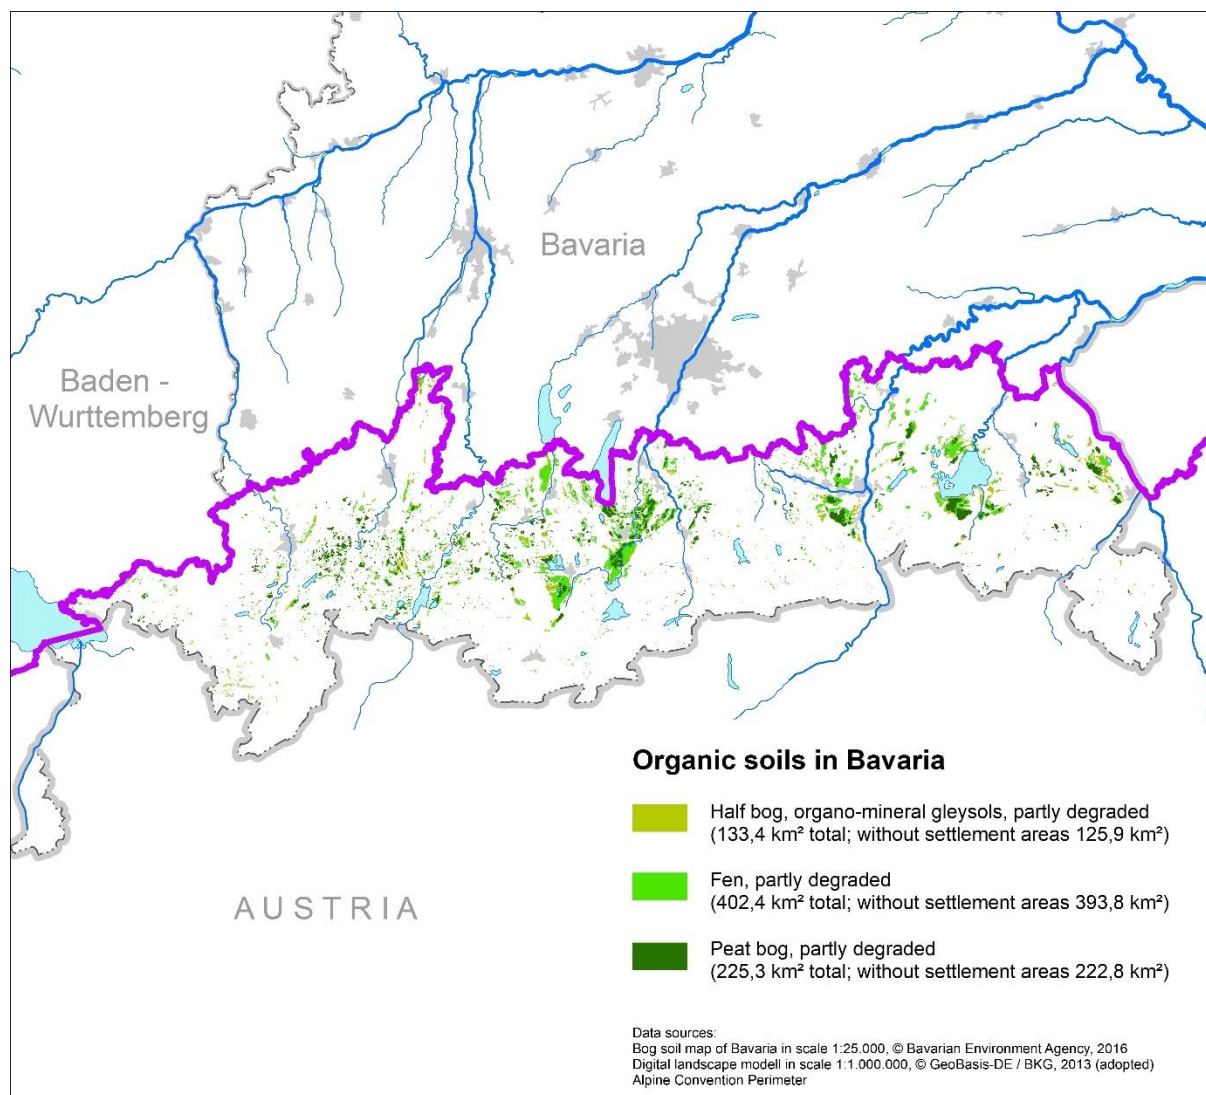 Bavaria
Baden -
Wurttemberg
AUSTRIA
Organic soils in Bavaria
Half bog, organo-mineral gleysols, partly degraded
(133,4 km² total; without settlement areas 125,9 km²)
Fen, partly degraded
(402,4 km² total; without settlement areas 393,8 km²)
Peat bog, partly degraded
(225,3 km² total; without settlement areas 222,8 km²)
Data sources:
Bog soil map of Bavaria in scale 1:25.000, © Bavarian Environment Agency, 2016
Digital landscape modell in scale 1:1.000.000, © GeoBasis-DE / BKG, 2013 (adopted)
Alpine Convention Perimeter